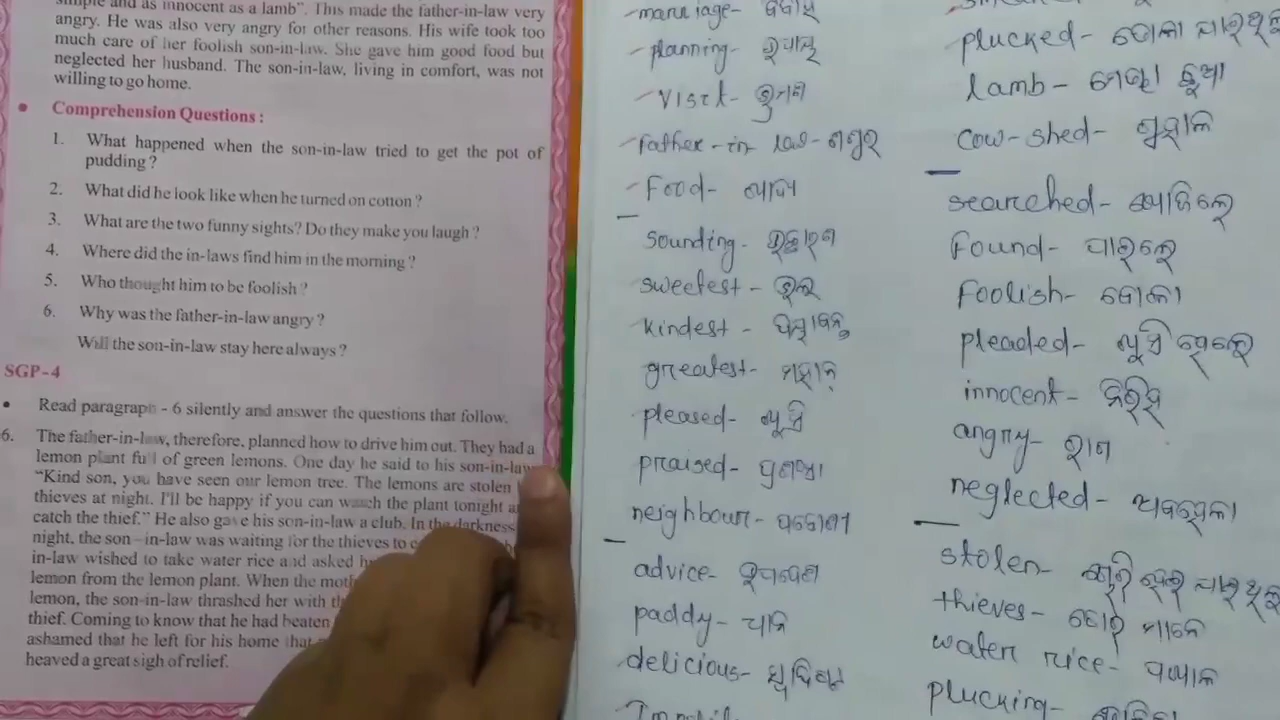 simple and as innocent as a lamb". This made the father-in-law very
angry. He was also very angry for other reasons. His wife took too
much care of her foolish son-in-law. She gave him good food but
neglected her husband. The son-in-law, living in comfort, was not
willing to go home.
Comprehension Questions :
1. What happened when the son-in-law tried to get the pot of
pudding ?
2. What did he look like when he turned on cotton ?
3. What are the two funny sights? Do they make you laugh ?
4. Where did the in-laws find him in the morning ?
5. Who thought him to be foolish ?
6. Why was the father-in-law angry ?
Will the son-in-law stay here always ?
SGP-4
Read paragraph - 6 silently and answer the questions that follow.
6. The father-in-law, therefore, planned how to drive him out. They had a
lemon plant full of green lemons. One day he said to his son-in-law
"Kind son, you have seen our lemon tree. The lemons are stolen
thieves at night. I'll be happy if you can watch the plant tonight
catch the thief." He also gave his son-in-law a club. In the darkness
night, the son-in-law was waiting for the thieves to
in-law wished to take water rice and asked
lemon from the lemon plant. When the
lemon, the son-in-law thrashed her with
thief. Coming to know that he had beaten
ashamed that he left for his home that
heaved a great sigh of relief.
marriage-
planning-
visit- ଭ୍ରମଣ
father-in law- ଶଶୁର
Food- ଖାଦ୍ୟ
sounding- ଉଚ୍ଚାରଣ
sweetest-
kindest -
greatest- ମହାନ୍
pleased- ଖୁସି
praised- ପ୍ରଶଂସା
neighbour- ପଡୋଶୀ
advice- ଉପଦେଶ
paddy- ଧାନ
delicious- ସୁସ୍ୱାଦିଷ୍ଟ
plucked- ତୋଳା ଯାଇଥିଲା
lamb- ମେଣ୍ଢା ଛୁଆ
cow-shed- ଗୁହାଳ
searched- ଖୋଜିଲେ
Found- ପାଇଲେ
Foolish- ବୋକା
pleaded- ଖୁସି ହେଲେ
innocent- ନିରୀହ
angry- ରାଗ
neglected- ଅବହେଳା
stolen- ଚୋରି ହୋଇ ଯାଇଥିଲା
thieves- ଚୋର ମାନେ
water rice- ପଖାଳ
plucking-